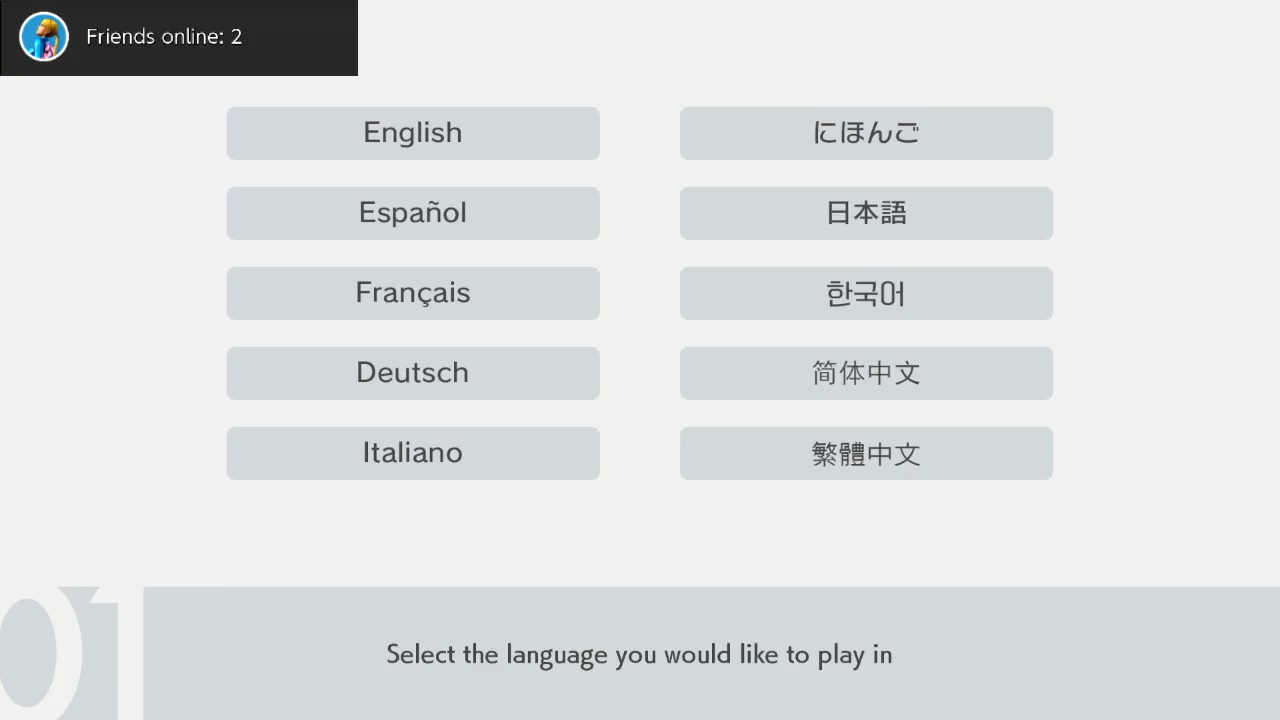 Friends online: 2
English
にほんご
Español
日本語
Français
한국어
Deutsch
简体中文
Italiano
繁體中文
01
Select the language you would like to play in